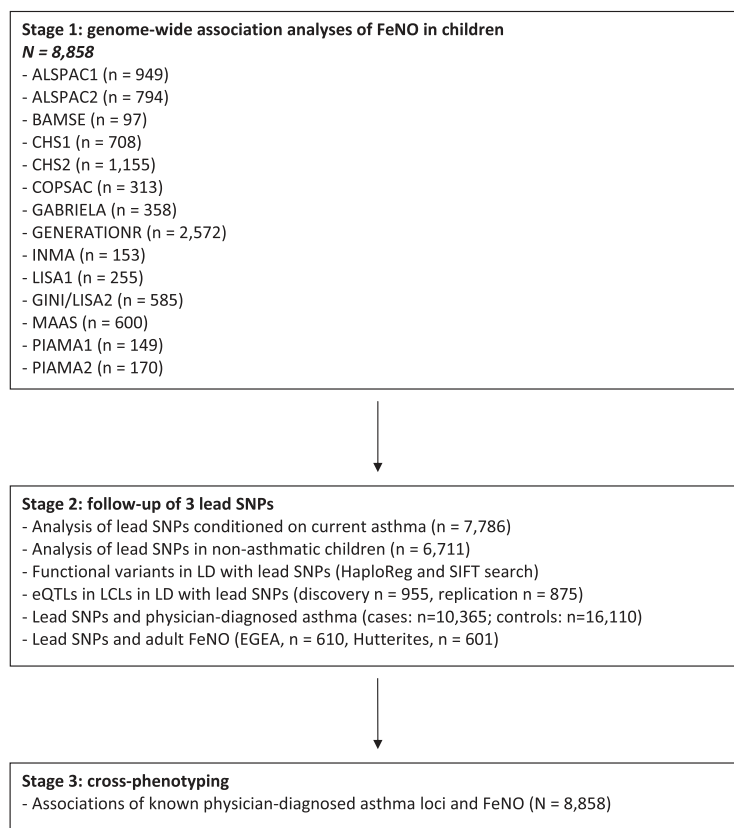 Stage 1: genome-wide association analyses of FeNO in children
N = 8,858
- ALSPAC1 (n = 949)
- ALSPAC2 (n = 794)
- BAMSE (n = 97)
- CHS1 (n = 708)
- CHS2 (n = 1,155)
- COPSAC (n = 313)
- GABRIELA (n = 358)
- GENERATIONR (n = 2,572)
- INMA (n = 153)
- LISA1 (n = 255)
- GINI/LISA2 (n = 585)
- MAAS (n = 600)
- PIAMA1 (n = 149)
- PIAMA2 (n = 170)
Stage 2: follow-up of 3 lead SNPs
- Analysis of lead SNPs conditioned on current asthma (n = 7,786)
- Analysis of lead SNPs in non-asthmatic children (n = 6,711)
- Functional variants in LD with lead SNPs (HaploReg and SIFT search)
- eQTLs in LCLs in LD with lead SNPs (discovery n = 955, replication n = 875)
- Lead SNPs and physician-diagnosed asthma (cases: n=10,365; controls: n=16,110)
- Lead SNPs and adult FeNO (EGEA, n = 610, Hutterites, n = 601)
Stage 3: cross-phenotyping
- Associations of known physician-diagnosed asthma loci and FeNO (N = 8,858)